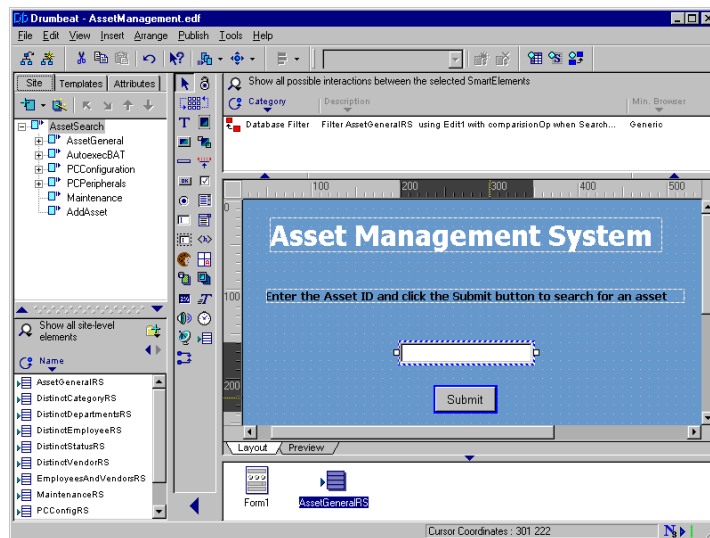 Drumbeat - AssetManagement.edf
File Edit View Insert Arrange Publish Tools Help
Site Templates Attributes
Show all possible interactions between the selected SmartElements
Category Description Min. Browser
Database Filter Filter AssetGeneralRS using Edit1 with comparisionOp when Search... Generic
AssetSearch
AssetGeneral
AutoexecBAT
PCConfiguration
PCPeripherals
Maintenance
AddAsset
100 200 300 400 500
0
100
200
Asset Management System
Enter the Asset ID and click the Submit button to search for an asset
Submit
Show all site-level
elements
Name
AssetGeneralRS
DistinctCategoryRS
DistinctDepartmentsRS
DistinctEmployeeRS
DistinctStatusRS
DistinctVendorRS
EmployeesAndVendorsRS
MaintenanceRS
PCConfigRS
Layout Preview
Form1 AssetGeneralRS
Cursor Coordinates : 301 222